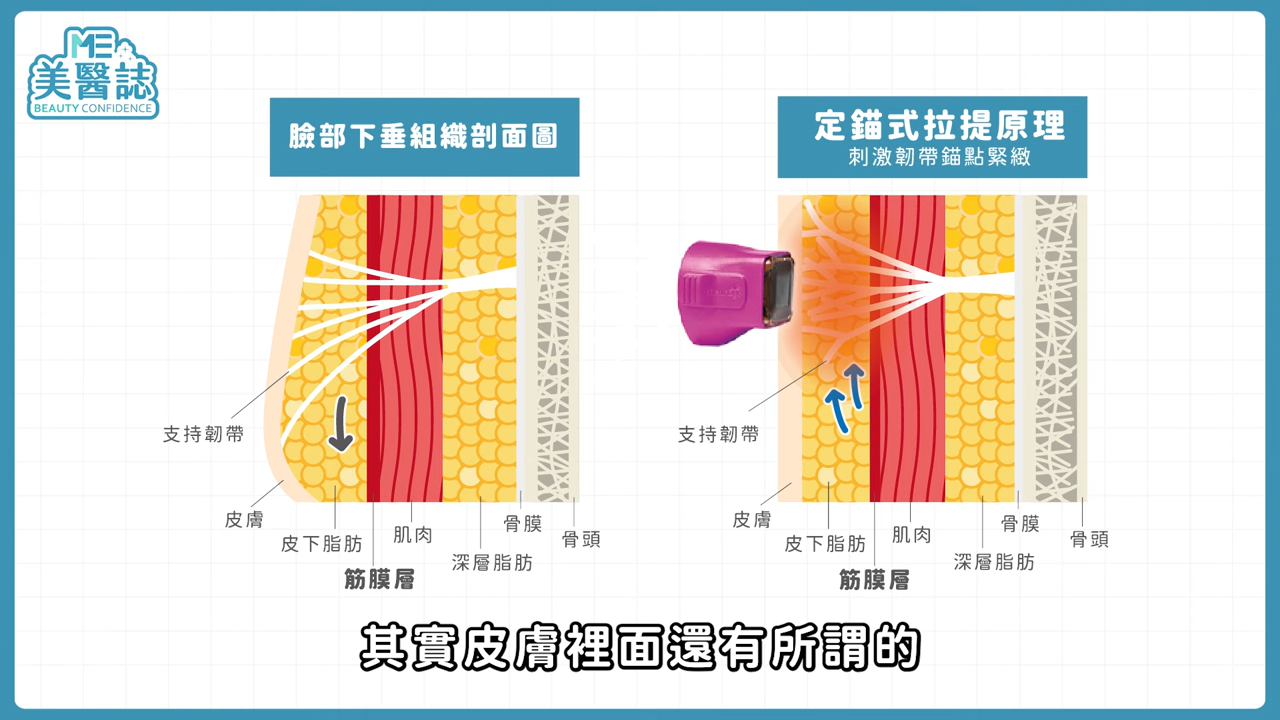 ME
美醫誌
BEAUTY CONFIDENCE
臉部下垂組織剖面圖
定錨式拉提原理
刺激韌帶錨點緊緻
支持韌帶
皮膚
皮下脂肪
筋膜層
肌肉
深層脂肪
骨膜
骨頭
支持韌帶
皮膚
皮下脂肪
筋膜層
肌肉
深層脂肪
骨膜
骨頭
其實皮膚裡面還有所謂的